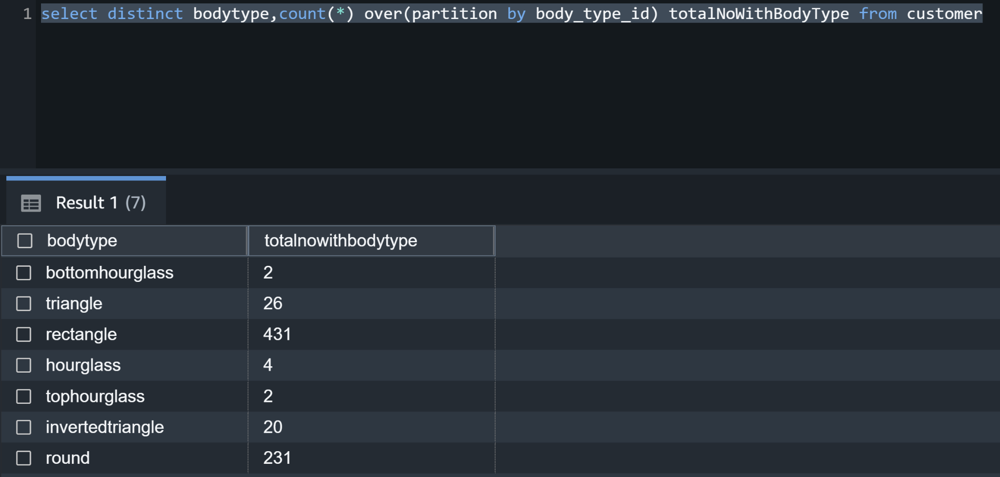 1 select distinct bodytype,count(*) over(partition by body_type_id) totalNoWithBodyType from customer
Result 1 (7)
bodytype totalnowithbodytype
bottomhourglass 2
triangle 26
rectangle 431
hourglass 4
tophourglass 2
invertedtriangle 20
round 231